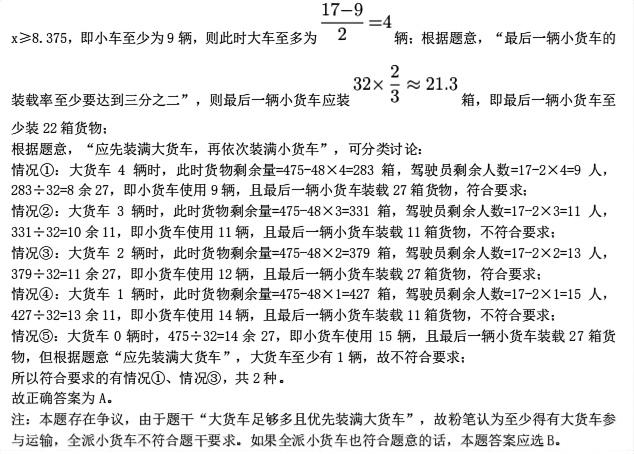 x≥8.375，即小车至少为 9 辆，则此时大车至多为 \frac{17-9}{2}=4 辆；根据题意，“最后一辆小货车的
装载率至少要达到三分之二”，则最后一辆小货车应装 32×\frac{2}{3}≈21.3 箱，即最后一辆小货车至
少装 22 箱货物；
根据题意，“应先装满大货车，再依次装满小货车”，可分类讨论：
情况①：大货车 4 辆时，此时货物剩余量=475-48×4=283 箱，驾驶员剩余人数=17-2×4=9 人，
283÷32=8 余 27，即小货车使用 9 辆，且最后一辆小货车装载 27 箱货物，符合要求；
情况②：大货车 3 辆时，此时货物剩余量=475-48×3=331 箱，驾驶员剩余人数=17-2×3=11 人，
331÷32=10 余 11，即小货车使用 11 辆，且最后一辆小货车装载 11 箱货物，不符合要求；
情况③：大货车 2 辆时，此时货物剩余量=475-48×2=379 箱，驾驶员剩余人数=17-2×2=13 人，
379÷32=11 余 27，即小货车使用 12 辆，且最后一辆小货车装载 27 箱货物，符合要求；
情况④：大货车 1 辆时，此时货物剩余量=475-48×1=427 箱，驾驶员剩余人数=17-2×1=15 人，
427÷32=13 余 11，即小货车使用 14 辆，且最后一辆小货车装载 11 箱货物，不符合要求；
情况⑤：大货车 0 辆时，475÷32=14 余 27，即小货车使用 15 辆，且最后一辆小货车装载 27 箱货
物，但根据题意“应先装满大货车”，大货车至少有 1 辆，故不符合要求；
所以符合要求的有情况①、情况③，共 2 种。
故正确答案为 A。
注：本题存在争议，由于题干“大货车足够多且优先装满大货车”，故粉笔认为至少得有大货车参
与运输，全派小货车不符合题干要求。如果全派小货车也符合题意的话，本题答案应选 B。